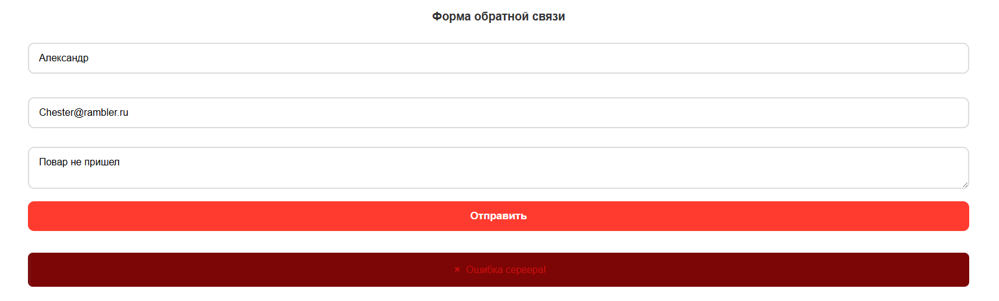 Форма обратной связи
Александр
Chester@rambler.ru
Повар не пришел
Отправить
× Ошибка сервера!